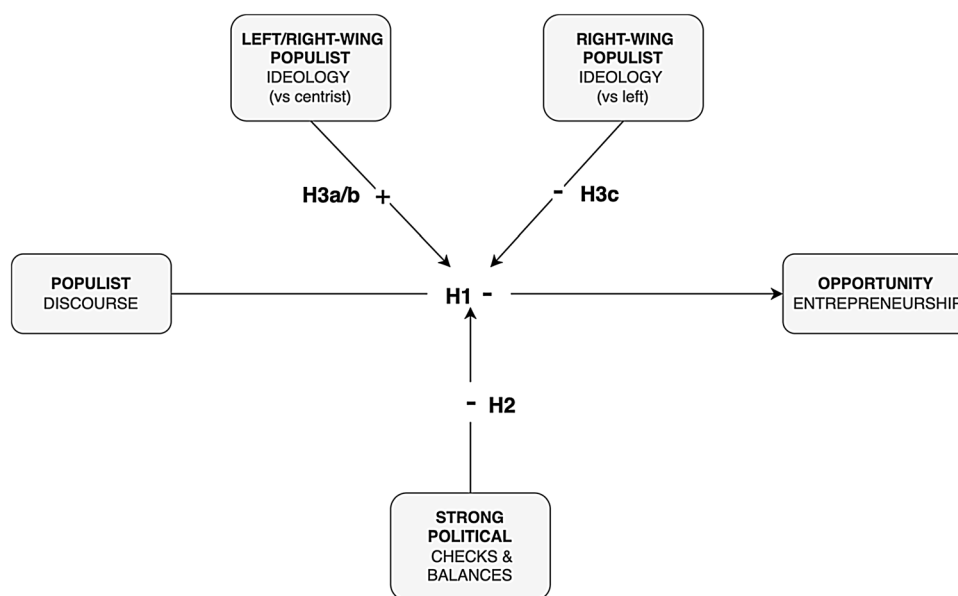 LEFT/RIGHT-WING
POPULIST
IDEOLOGY
(vs centrist)
RIGHT-WING
POPULIST
IDEOLOGY
(vs left)
H3a/b +
- H3c
POPULIST
DISCOURSE
H1 -
OPPORTUNITY
ENTREPRENEURSHIP
- H2
STRONG
POLITICAL
CHECKS &
BALANCES